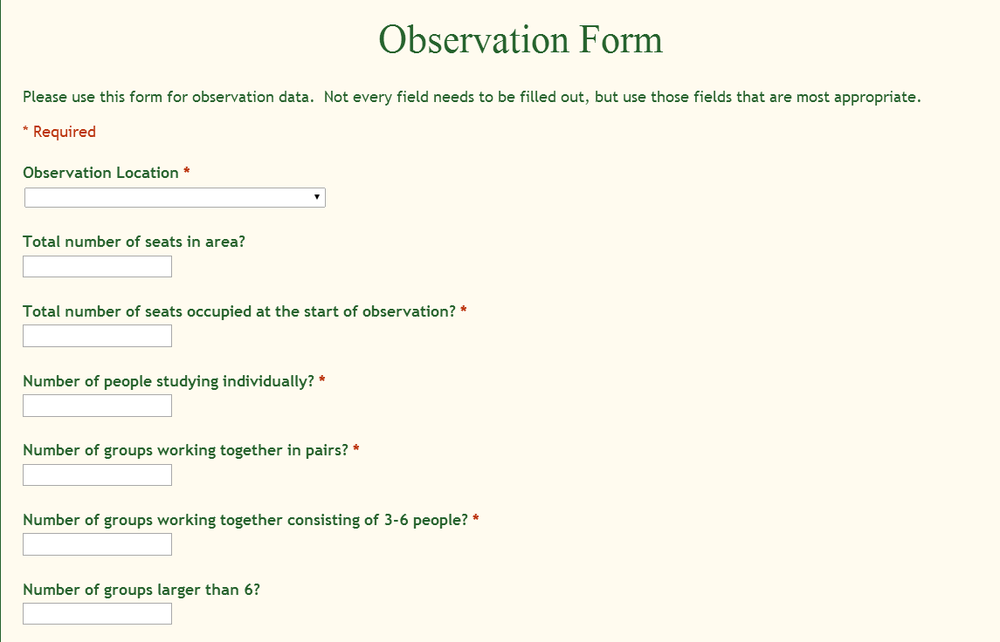 Observation Form
Please use this form for observation data.  Not every field needs to be filled out, but use those fields that are most appropriate.
* Required
Observation Location *
Total number of seats in area?
Total number of seats occupied at the start of observation? *
Number of people studying individually? *
Number of groups working together in pairs? *
Number of groups working together consisting of 3-6 people? *
Number of groups larger than 6?